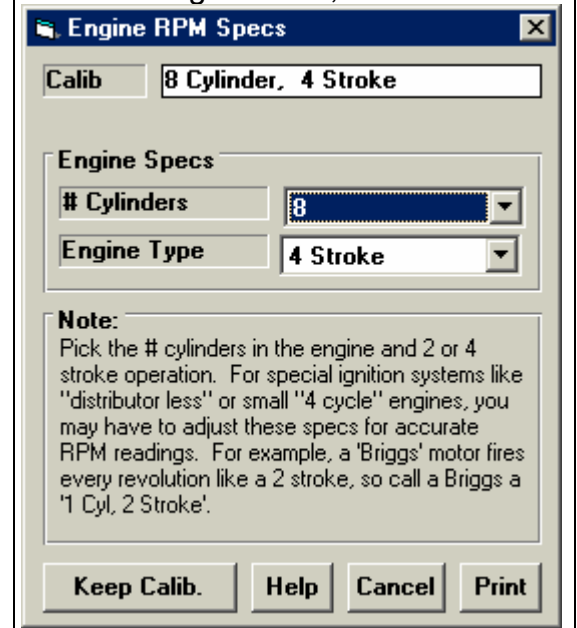 Engine RPM Specs
Calib 8 Cylinder, 4 Stroke
Engine Specs
# Cylinders 8
Engine Type 4 Stroke
Note:
Pick the # cylinders in the engine and 2 or 4
stroke operation. For special ignition systems like
"distributor less" or small "4 cycle" engines, you
may have to adjust these specs for accurate
RPM readings. For example, a 'Briggs' motor fires
every revolution like a 2 stroke, so call a Briggs a
'1 Cyl, 2 Stroke'.
Keep Calib. Help Cancel Print